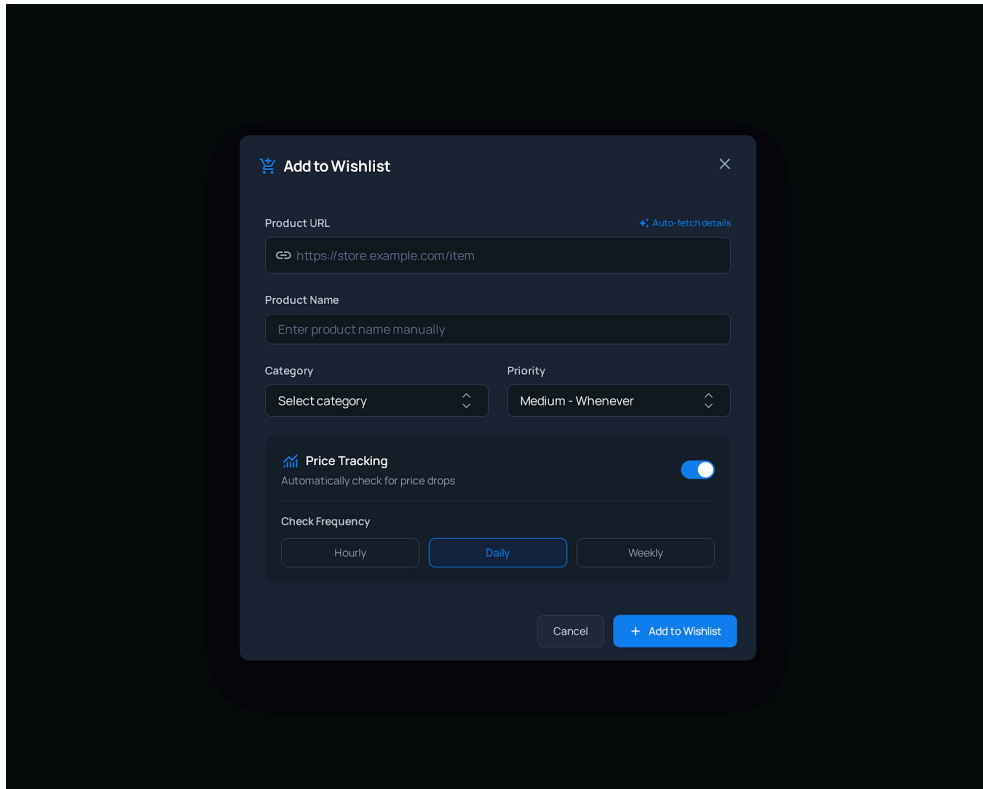 Add to Wishlist
Product URL
Auto-fetch details
https://store.example.com/item
Product Name
Enter product name manually
Category
Priority
Select category
Medium - Whenever
Price Tracking
Automatically check for price drops
Check Frequency
Hourly
Daily
Weekly
Cancel
+ Add to Wishlist